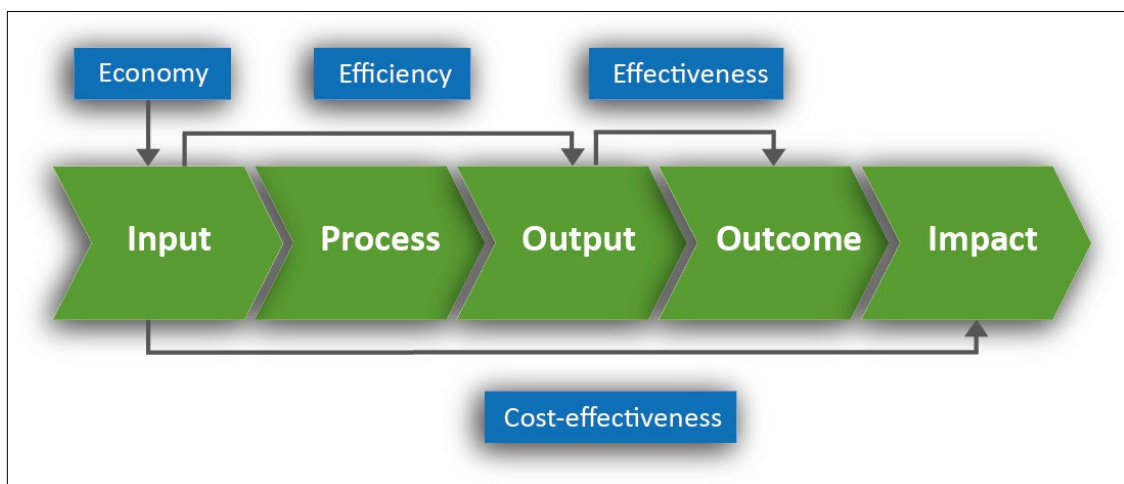 Economy
Efficiency
Effectiveness
Input
Process
Output
Outcome
Impact
Cost-effectiveness